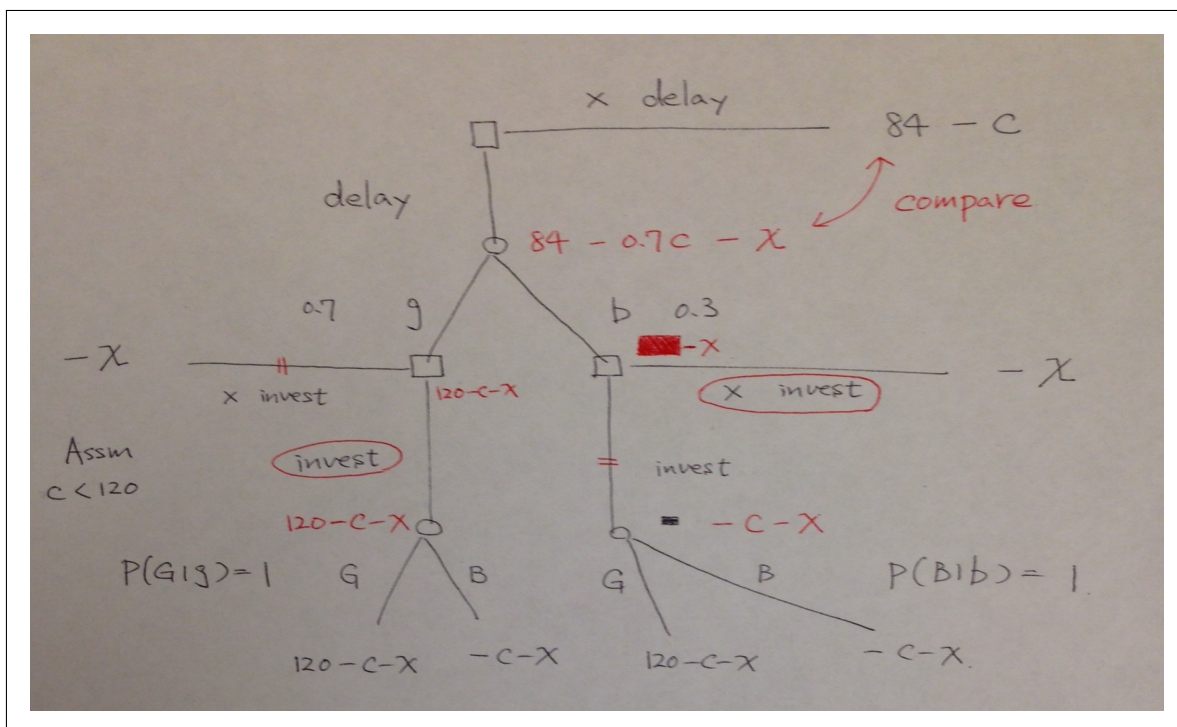 x delay
84 - C
delay
compare
84 - 0.7C - X
0.7 g
b 0.3
-X
-X
-X
x invest
120-C-X
x invest
Assm
C < 120
invest
invest
120-C-X
-C-X
P(G|g)=1
G
B
G
B
P(B|b)=1
120-C-X
-C-X
120-C-X
-C-X.